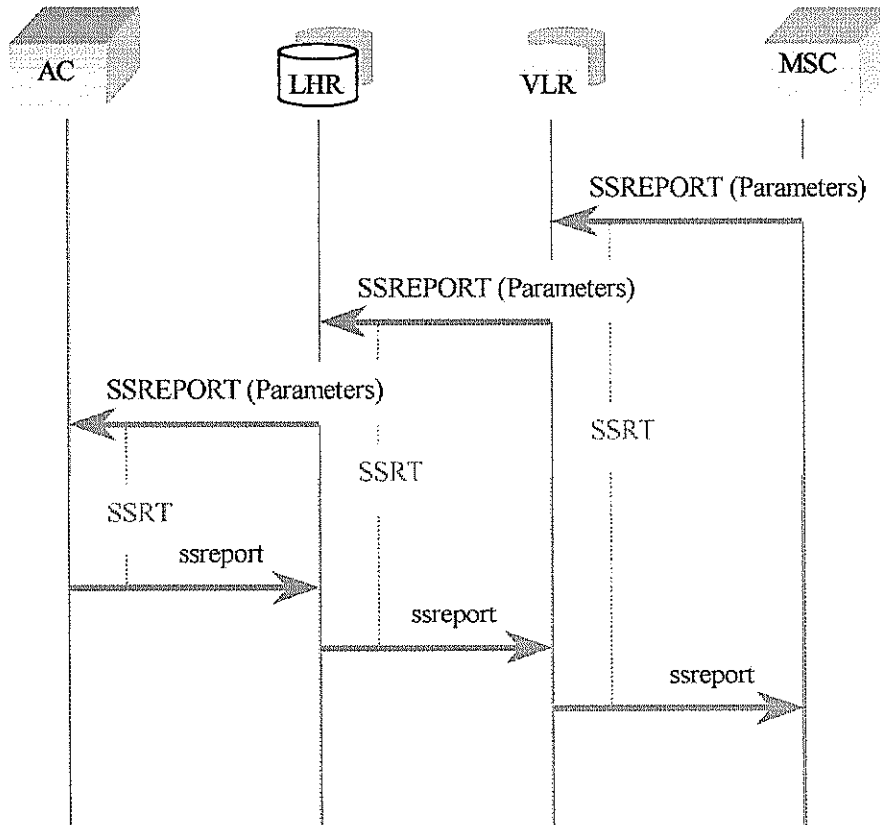 AC
LHR
VLR
MSC
SSREPORT (Parameters)
SSREPORT (Parameters)
SSREPORT (Parameters)
SSRT
SSRT
SSRT
ssreport
ssreport
ssreport